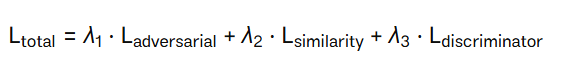 L_total = λ₁ · L_adversarial + λ₂ · L_similarity + λ₃ · L_discriminator